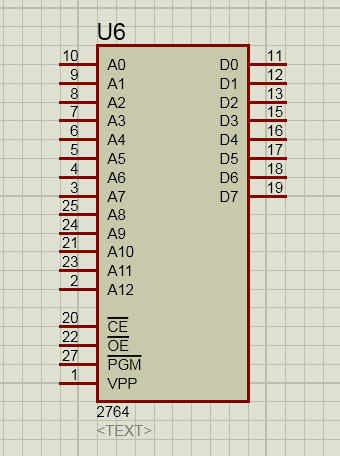 U6
10 A0 D0 11
9 A1 D1 12
8 A2 D2 13
7 A3 D3 15
6 A4 D4 16
5 A5 D5 17
4 A6 D6 18
3 A7 D7 19
25 A8
24 A9
21 A10
23 A11
2 A12
20 CE
22 OE
27 PGM
1 VPP
2764
<TEXT>